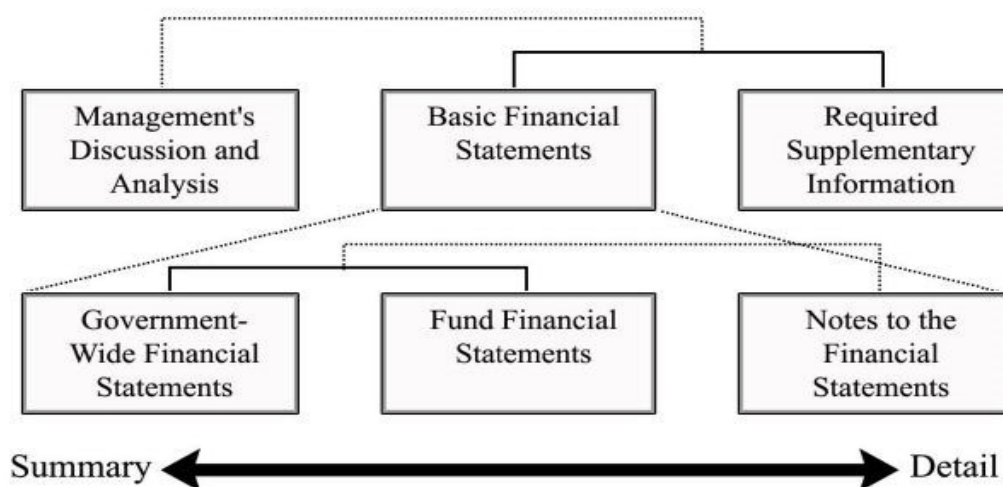 Management's
Discussion and
Analysis
Basic Financial
Statements
Required
Supplementary
Information
Government-
Wide Financial
Statements
Fund Financial
Statements
Notes to the
Financial
Statements
Summary
Detail